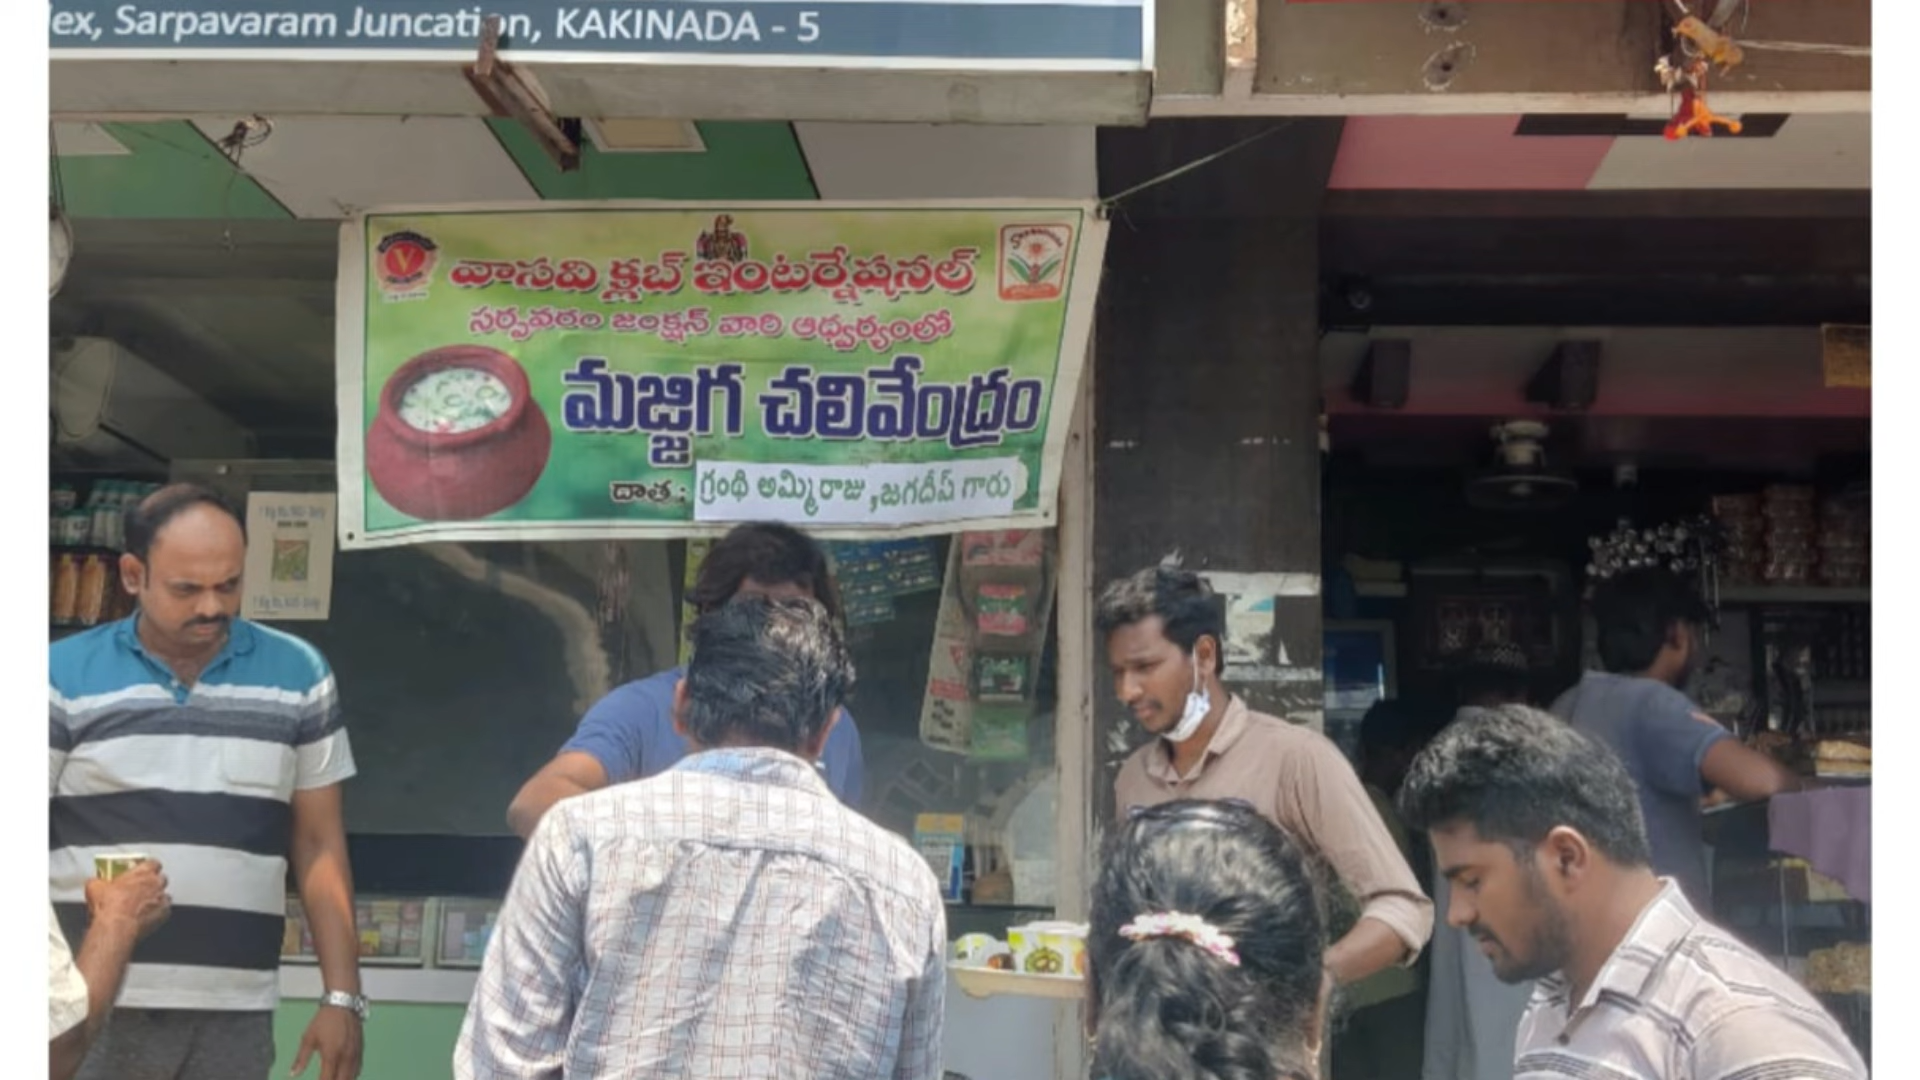 ex, Sarpavaram Juncation, KAKINADA - 5
వాసవి క్లబ్ ఇంటర్నేషనల్
సర్పవరం జంక్షన్ వారి ఆధ్వర్యంలో
మజ్జిగ చలివేంద్రం
దాత : గ్రంథి అమ్మిరాజు, జగదీష్ గారు